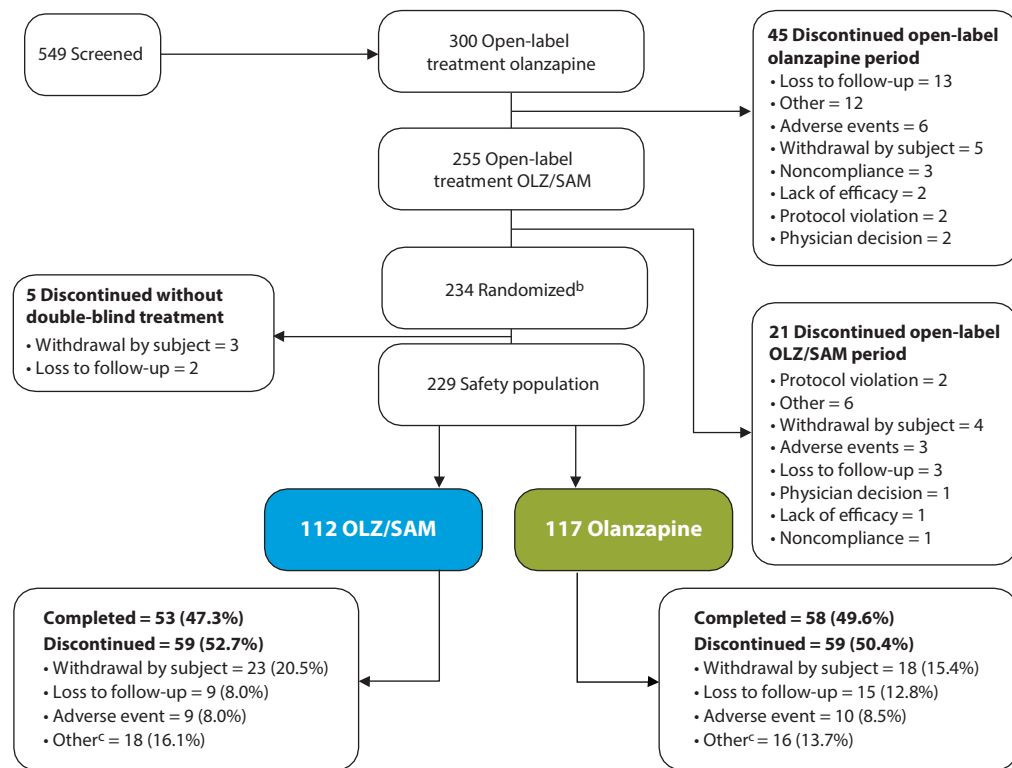 549 Screened
300 Open-label
treatment olanzapine
45 Discontinued open-label
olanzapine period
• Loss to follow-up = 13
• Other = 12
• Adverse events = 6
• Withdrawal by subject = 5
• Noncompliance = 3
• Lack of efficacy = 2
• Protocol violation = 2
• Physician decision = 2
255 Open-label
treatment OLZ/SAM
234 Randomizedᵇ
5 Discontinued without
double-blind treatment
• Withdrawal by subject = 3
• Loss to follow-up = 2
21 Discontinued open-label
OLZ/SAM period
• Protocol violation = 2
• Other = 6
• Withdrawal by subject = 4
• Adverse events = 3
• Loss to follow-up = 3
• Physician decision = 1
• Lack of efficacy = 1
• Noncompliance = 1
229 Safety population
112 OLZ/SAM
117 Olanzapine
Completed = 53 (47.3%)
Discontinued = 59 (52.7%)
• Withdrawal by subject = 23 (20.5%)
• Loss to follow-up = 9 (8.0%)
• Adverse event = 9 (8.0%)
• Otherᶜ = 18 (16.1%)
Completed = 58 (49.6%)
Discontinued = 59 (50.4%)
• Withdrawal by subject = 18 (15.4%)
• Loss to follow-up = 15 (12.8%)
• Adverse event = 10 (8.5%)
• Otherᶜ = 16 (13.7%)